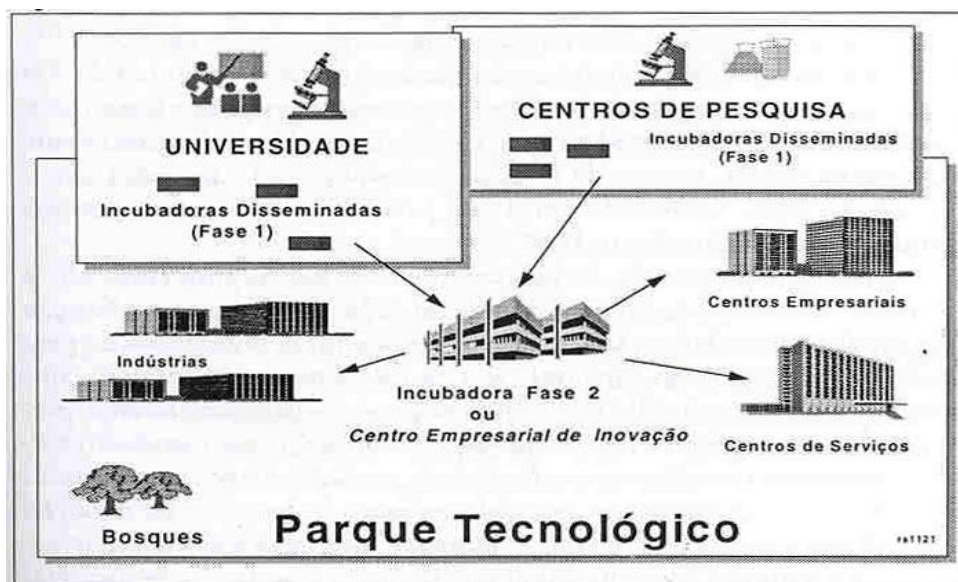 UNIVERSIDADE
Incubadoras Disseminadas
(Fase 1)
CENTROS DE PESQUISA
Incubadoras Disseminadas
(Fase 1)
Centros Empresariais
Indústrias
Incubadora Fase 2
ou
Centro Empresarial de Inovação
Centros de Serviços
Bosques
Parque Tecnológico